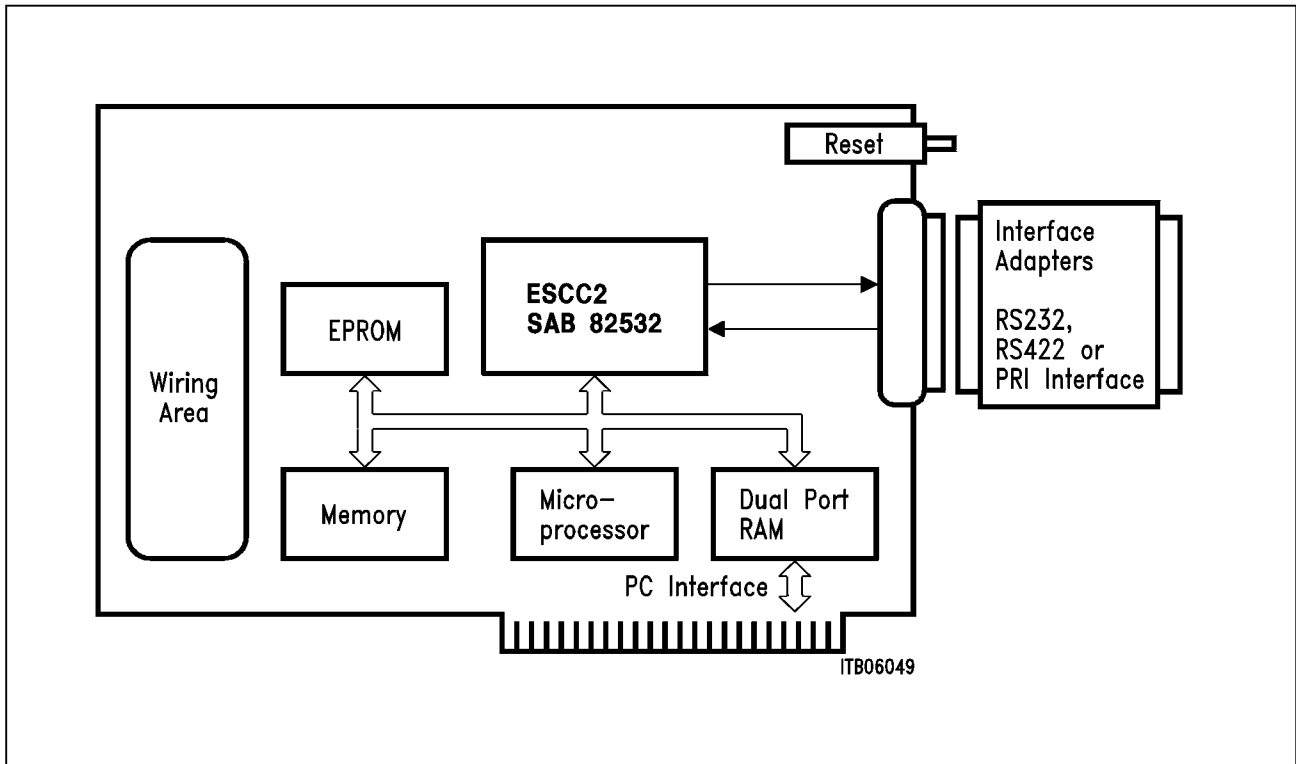 Reset
Interface
Adapters
RS232,
RS422 or
PRI Interface
ESCC2
SAB 82532
EPROM
Wiring
Area
Memory
Micro-
processor
Dual Port
RAM
PC Interface
ITB06049